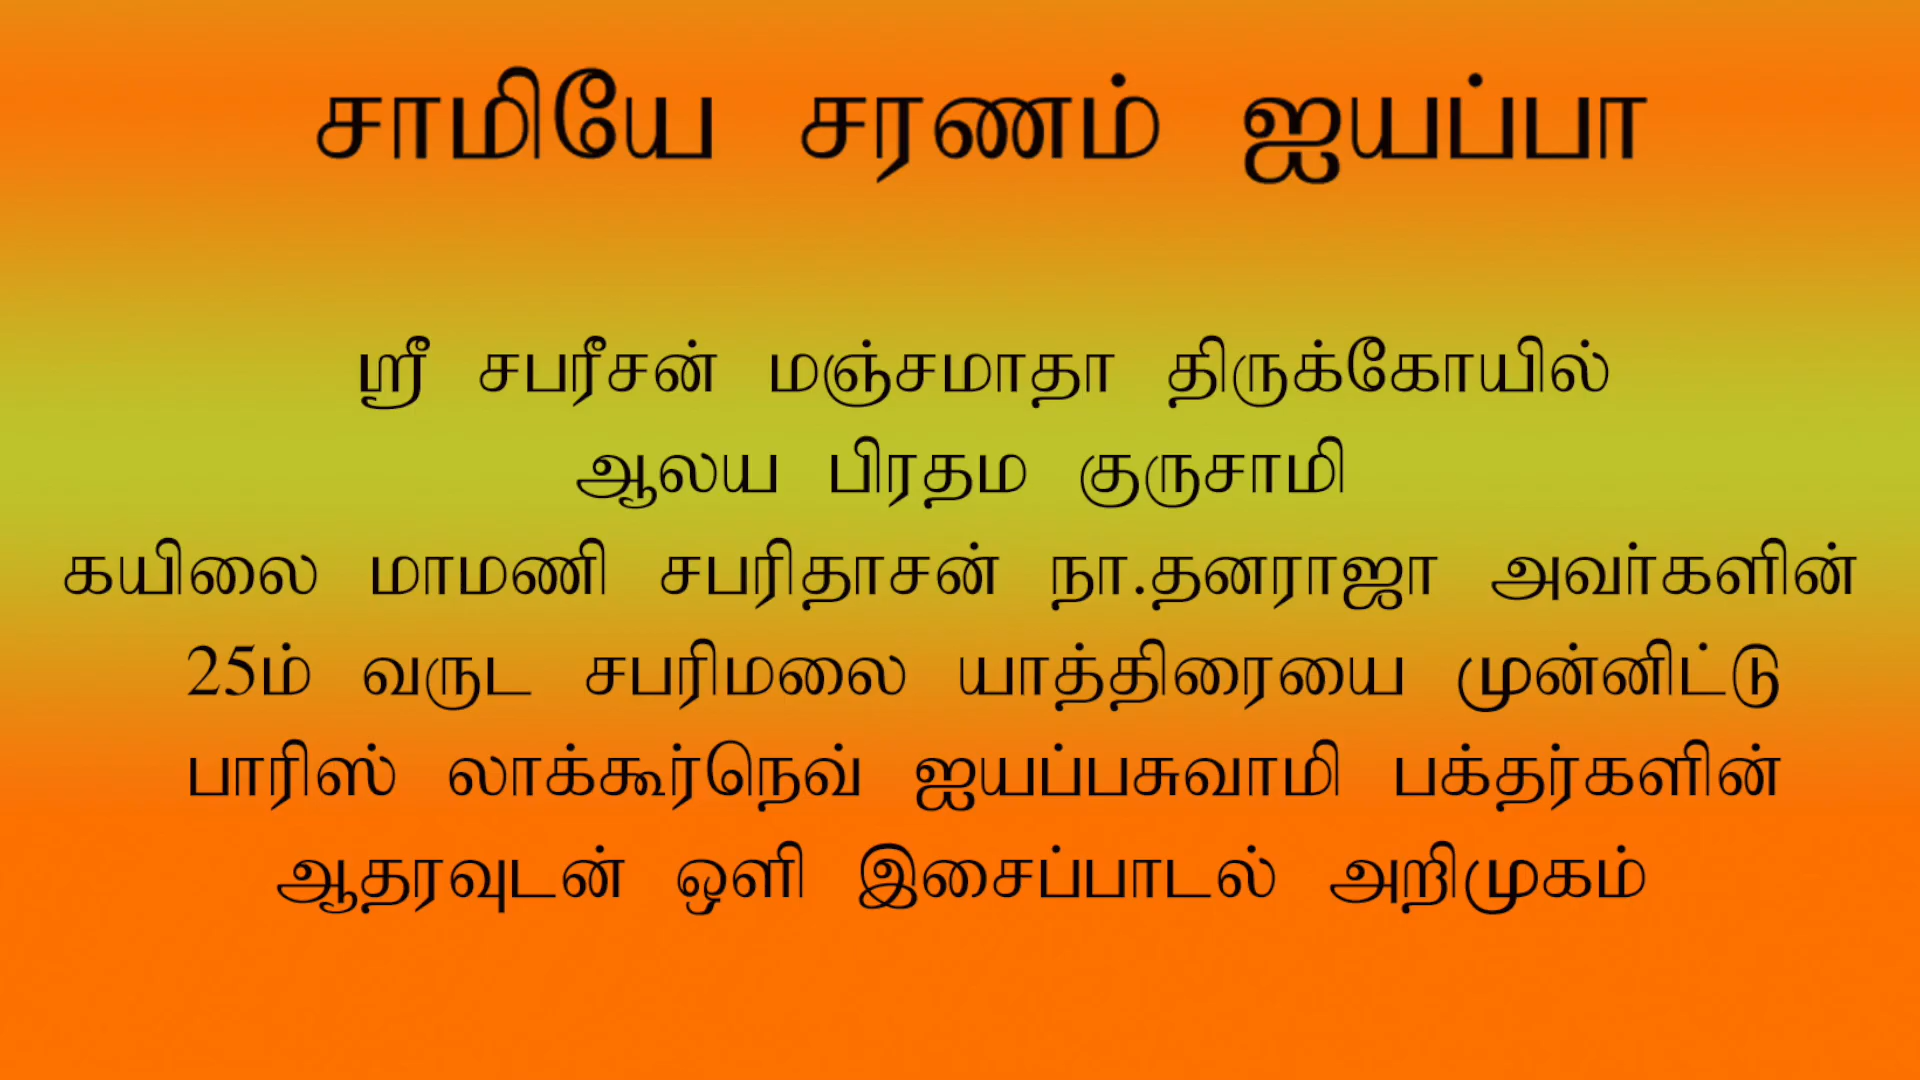 சாமியே சரணம் ஐயப்பா
ஸ்ரீ சபரீசன் மஞ்சமாதா திருக்கோயில்
ஆலய பிரதம குருசாமி
கயிலை மாமணி சபரிதாசன் நா.தனராஜா அவர்களின்
25ம் வருட சபரிமலை யாத்திரையை முன்னிட்டு
பாரிஸ் லாக்கூர்நெவ் ஐயப்பசுவாமி பக்தர்களின்
ஆதரவுடன் ஒளி இசைப்பாடல் அறிமுகம்